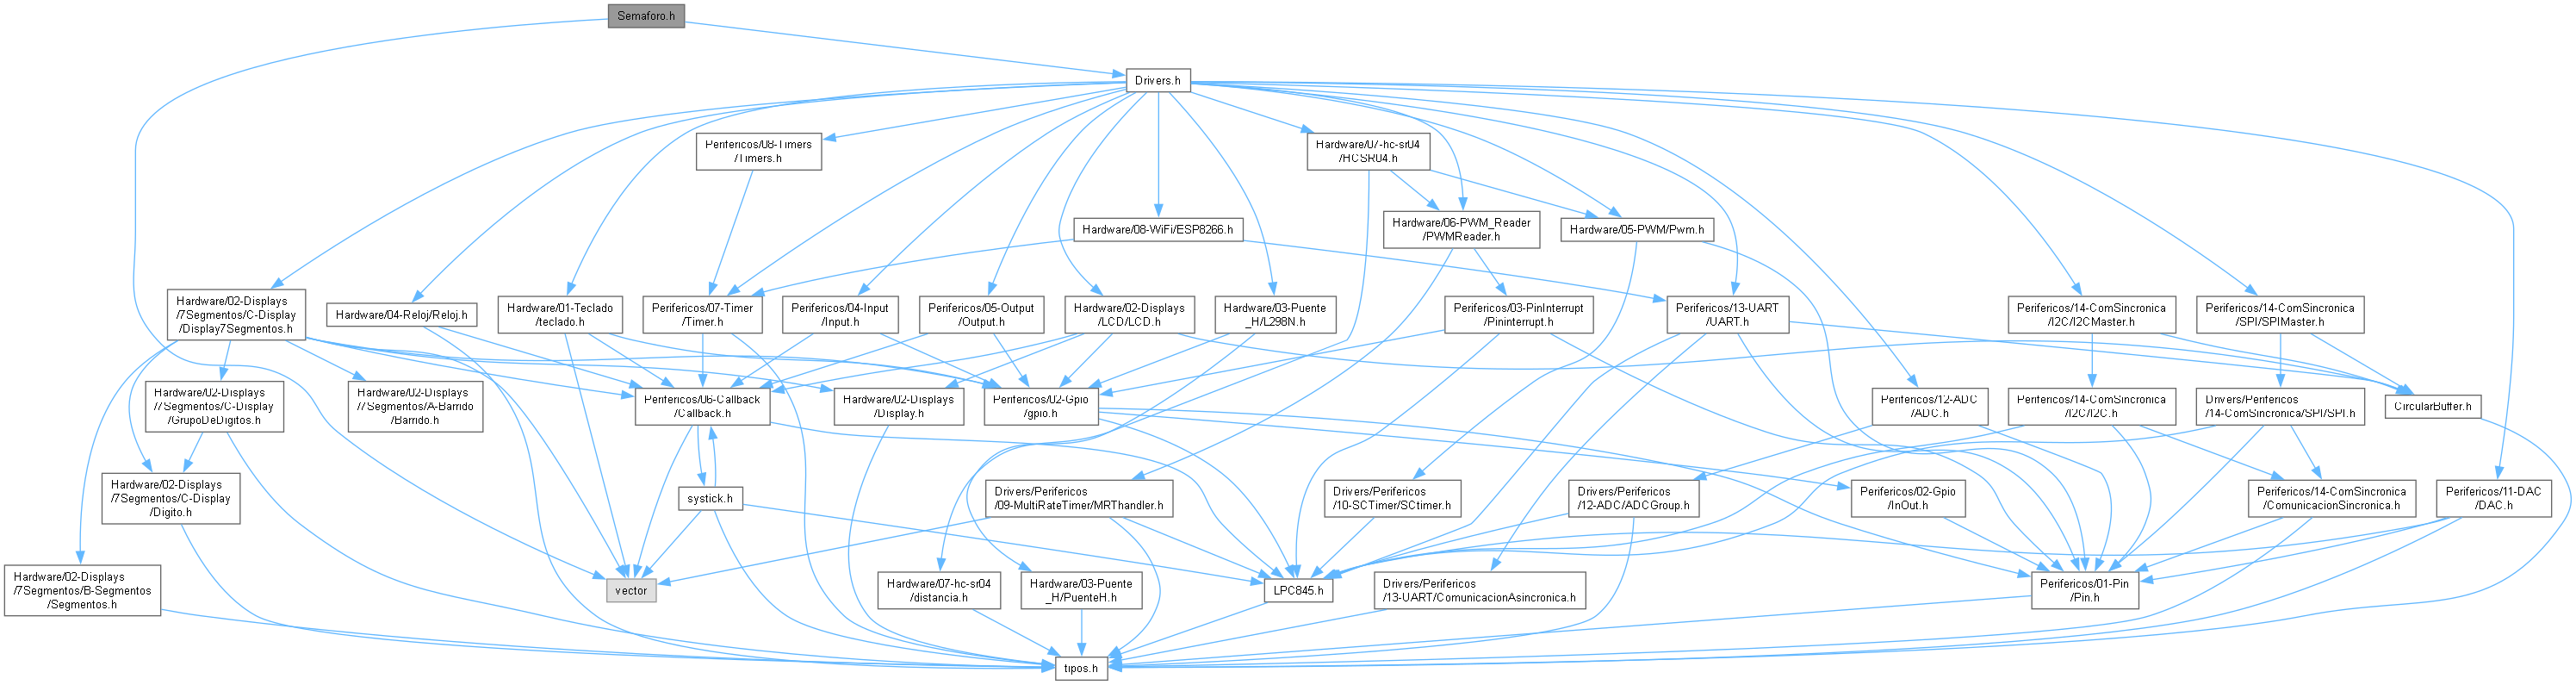 Semaforo.h
Drivers.h
Perifericos/08-Timers
/Timers.h
Hardware/07-hc-sr04
/HCSR04.h
Hardware/08-WiFi/ESP8266.h
Hardware/06-PWM_Reader
/PWMReader.h
Hardware/05-PWM/Pwm.h
Hardware/02-Displays
/7Segmentos/C-Display
/Display7Segmentos.h
Hardware/04-Reloj/Reloj.h
Hardware/01-Teclado
/teclado.h
Perifericos/07-Timer
/Timer.h
Perifericos/04-Input
/Input.h
Perifericos/05-Output
/Output.h
Hardware/02-Displays
/LCD/LCD.h
Hardware/03-Puente
_H/L298N.h
Perifericos/03-PinInterrupt
/Pininterrupt.h
Perifericos/13-UART
/UART.h
Perifericos/14-ComSincronica
/I2C/I2CMaster.h
Perifericos/14-ComSincronica
/SPI/SPIMaster.h
Hardware/02-Displays
/7Segmentos/C-Display
/GrupoDeDigitos.h
Hardware/02-Displays
/7Segmentos/A-Barrido
/Barrido.h
Perifericos/06-Callback
/Callback.h
Hardware/02-Displays
/Display.h
Perifericos/02-Gpio
/gpio.h
Perifericos/12-ADC
/ADC.h
Perifericos/14-ComSincronica
/I2C/I2C.h
Drivers/Perifericos
/14-ComSincronica/SPI/SPI.h
CircularBuffer.h
Hardware/02-Displays
/7Segmentos/C-Display
/Digito.h
systick.h
Drivers/Perifericos
/09-MultiRateTimer/MRThandler.h
Drivers/Perifericos
/10-SCTimer/SCtimer.h
Drivers/Perifericos
/12-ADC/ADCGroup.h
Perifericos/02-Gpio
/InOut.h
Perifericos/14-ComSincronica
/ComunicacionSincronica.h
Perifericos/11-DAC
/DAC.h
Hardware/02-Displays
/7Segmentos/B-Segmentos
/Segmentos.h
vector
Hardware/07-hc-sr04
/distancia.h
Hardware/03-Puente
_H/PuenteH.h
LPC845.h
Drivers/Perifericos
/13-UART/ComunicacionAsincronica.h
Perifericos/01-Pin
/Pin.h
tipos.h